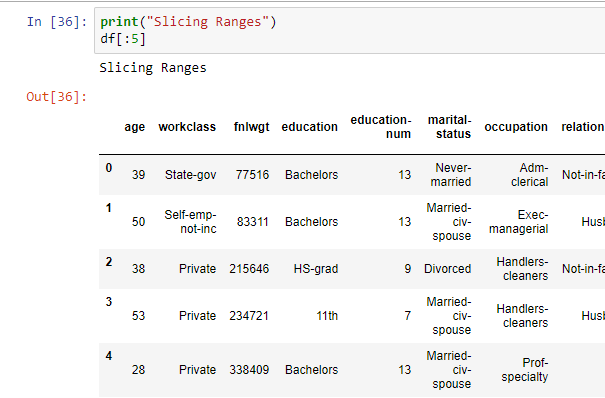 In [36]: print("Slicing Ranges")
df[:5]
Slicing Ranges
Out[36]:
age workclass fnlwgt education education-num marital-status occupation relation
0 39 State-gov 77516 Bachelors 13 Never-married Adm-clerical Not-in-fa
1 50 Self-emp-not-inc 83311 Bachelors 13 Married-civ-spouse Exec-managerial Hus
2 38 Private 215646 HS-grad 9 Divorced Handlers-cleaners Not-in-fa
3 53 Private 234721 11th 7 Married-civ-spouse Handlers-cleaners Hus
4 28 Private 338409 Bachelors 13 Married-civ-spouse Prof-specialty